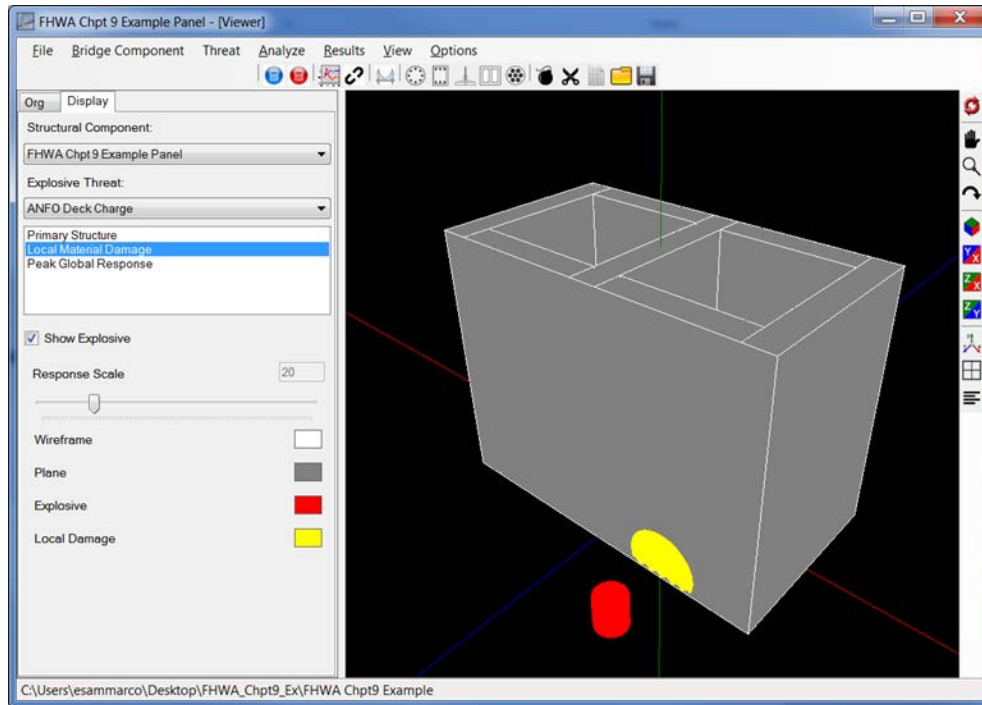 FHWA Chpt 9 Example Panel - [Viewer]
File Bridge Component Threat Analyze Results View Options
Org Display
Structural Component:
FHWA Chpt 9 Example Panel
Explosive Threat:
ANFO Deck Charge
Primary Structure
Local Material Damage
Peak Global Response
Show Explosive
Response Scale 20
Wireframe
Plane
Explosive
Local Damage
Y X
Z X
Z Y
C:\Users\esammarco\Desktop\FHWA_Chpt9_Ex\FHWA Chpt9 Example